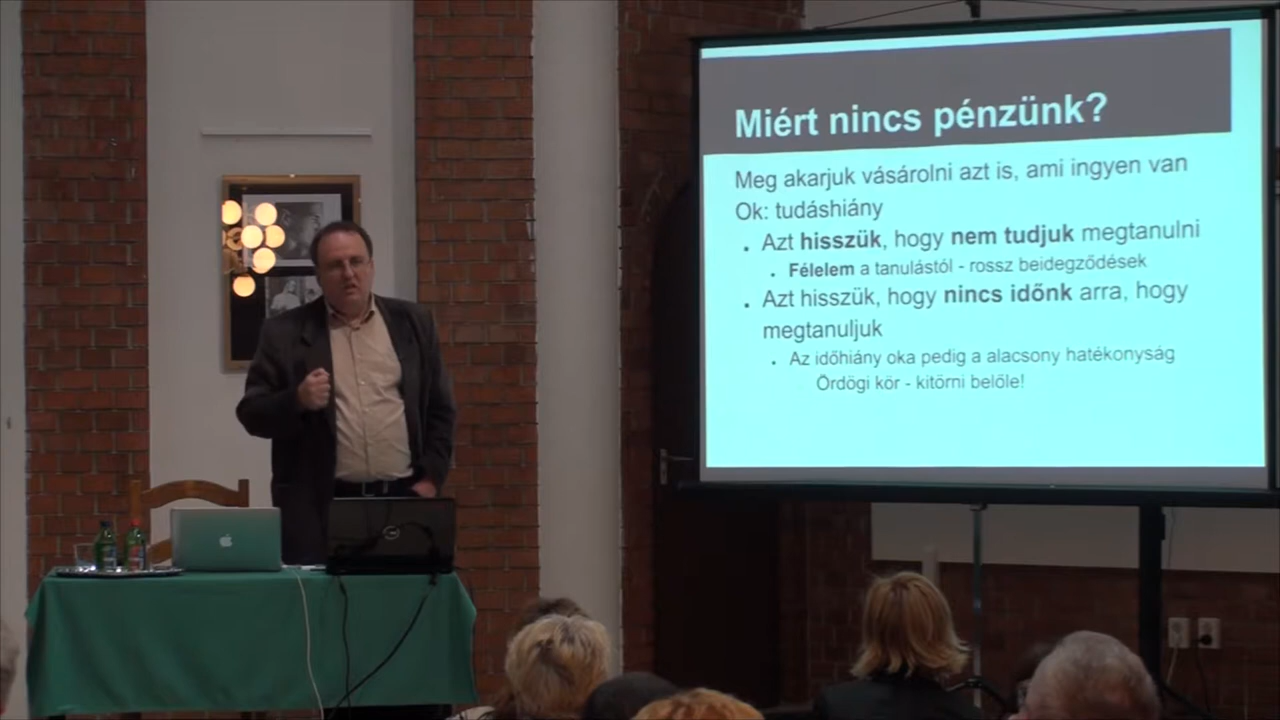 Miért nincs pénzünk?
Meg akarjuk vásárolni azt is, ami ingyen van
Ok: tudáshiány
• Azt hisszük, hogy nem tudjuk megtanulni
• Félelem a tanulástól - rossz beidegződések
• Azt hisszük, hogy nincs időnk arra, hogy
megtanuljuk
• Az időhiány oka pedig a alacsony hatékonyság
Ördögi kör - kitörni belőle!